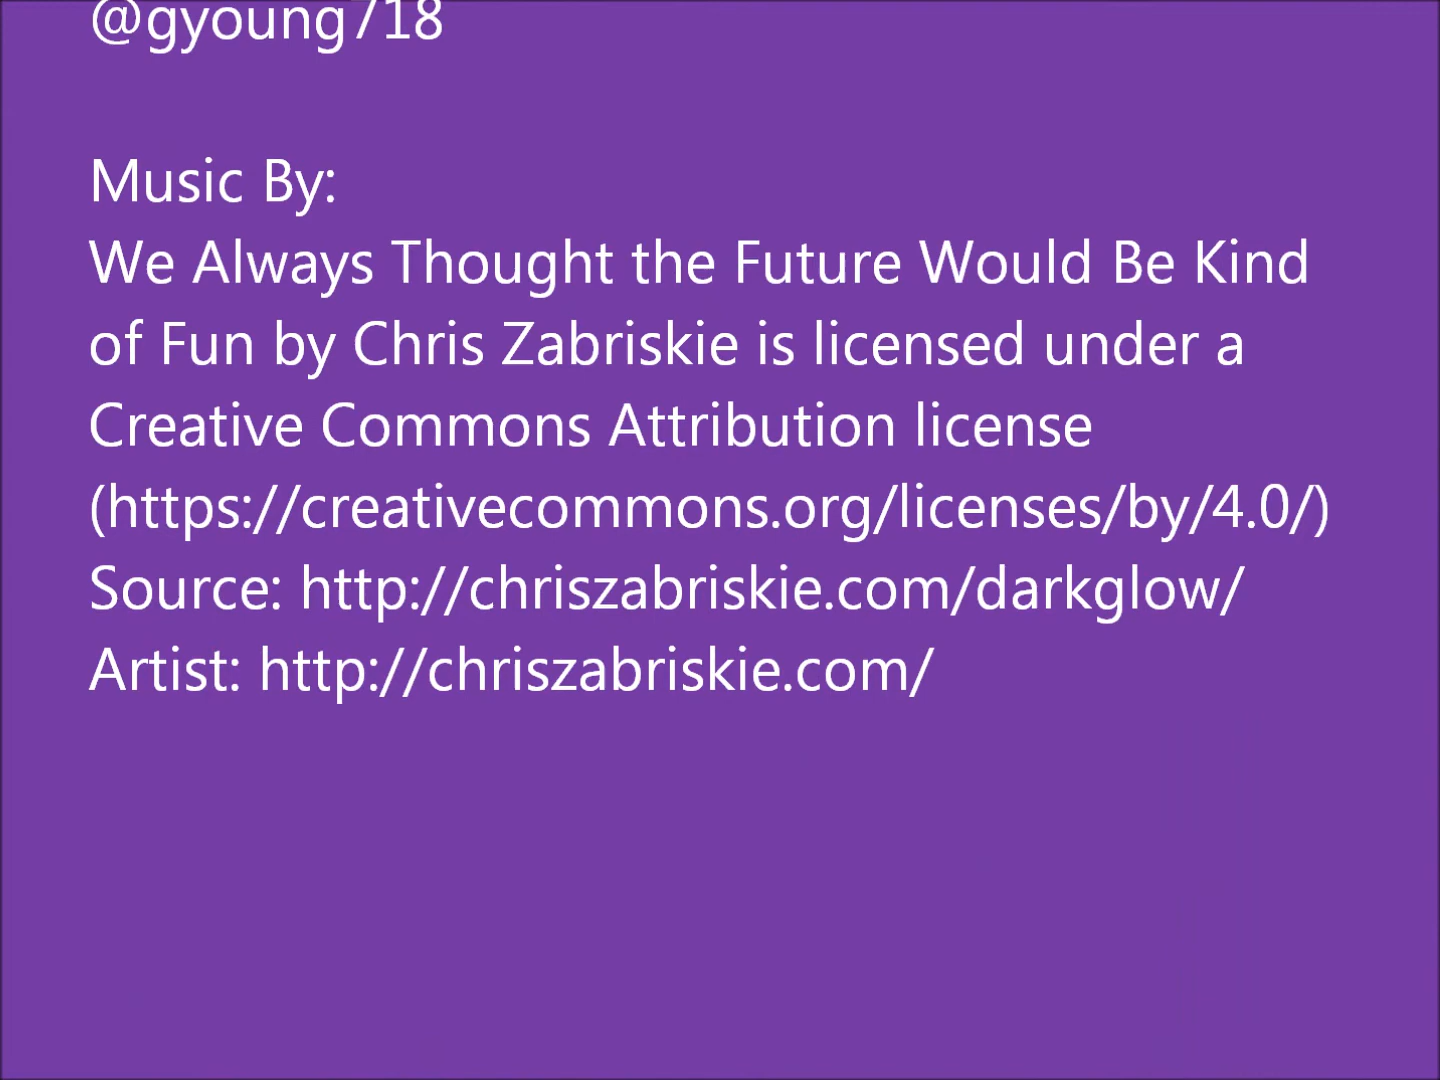 @gyoung718
Music By:
We Always Thought the Future Would Be Kind
of Fun by Chris Zabriskie is licensed under a
Creative Commons Attribution license
(https://creativecommons.org/licenses/by/4.0/)
Source: http://chriszabriskie.com/darkglow/
Artist: http://chriszabriskie.com/